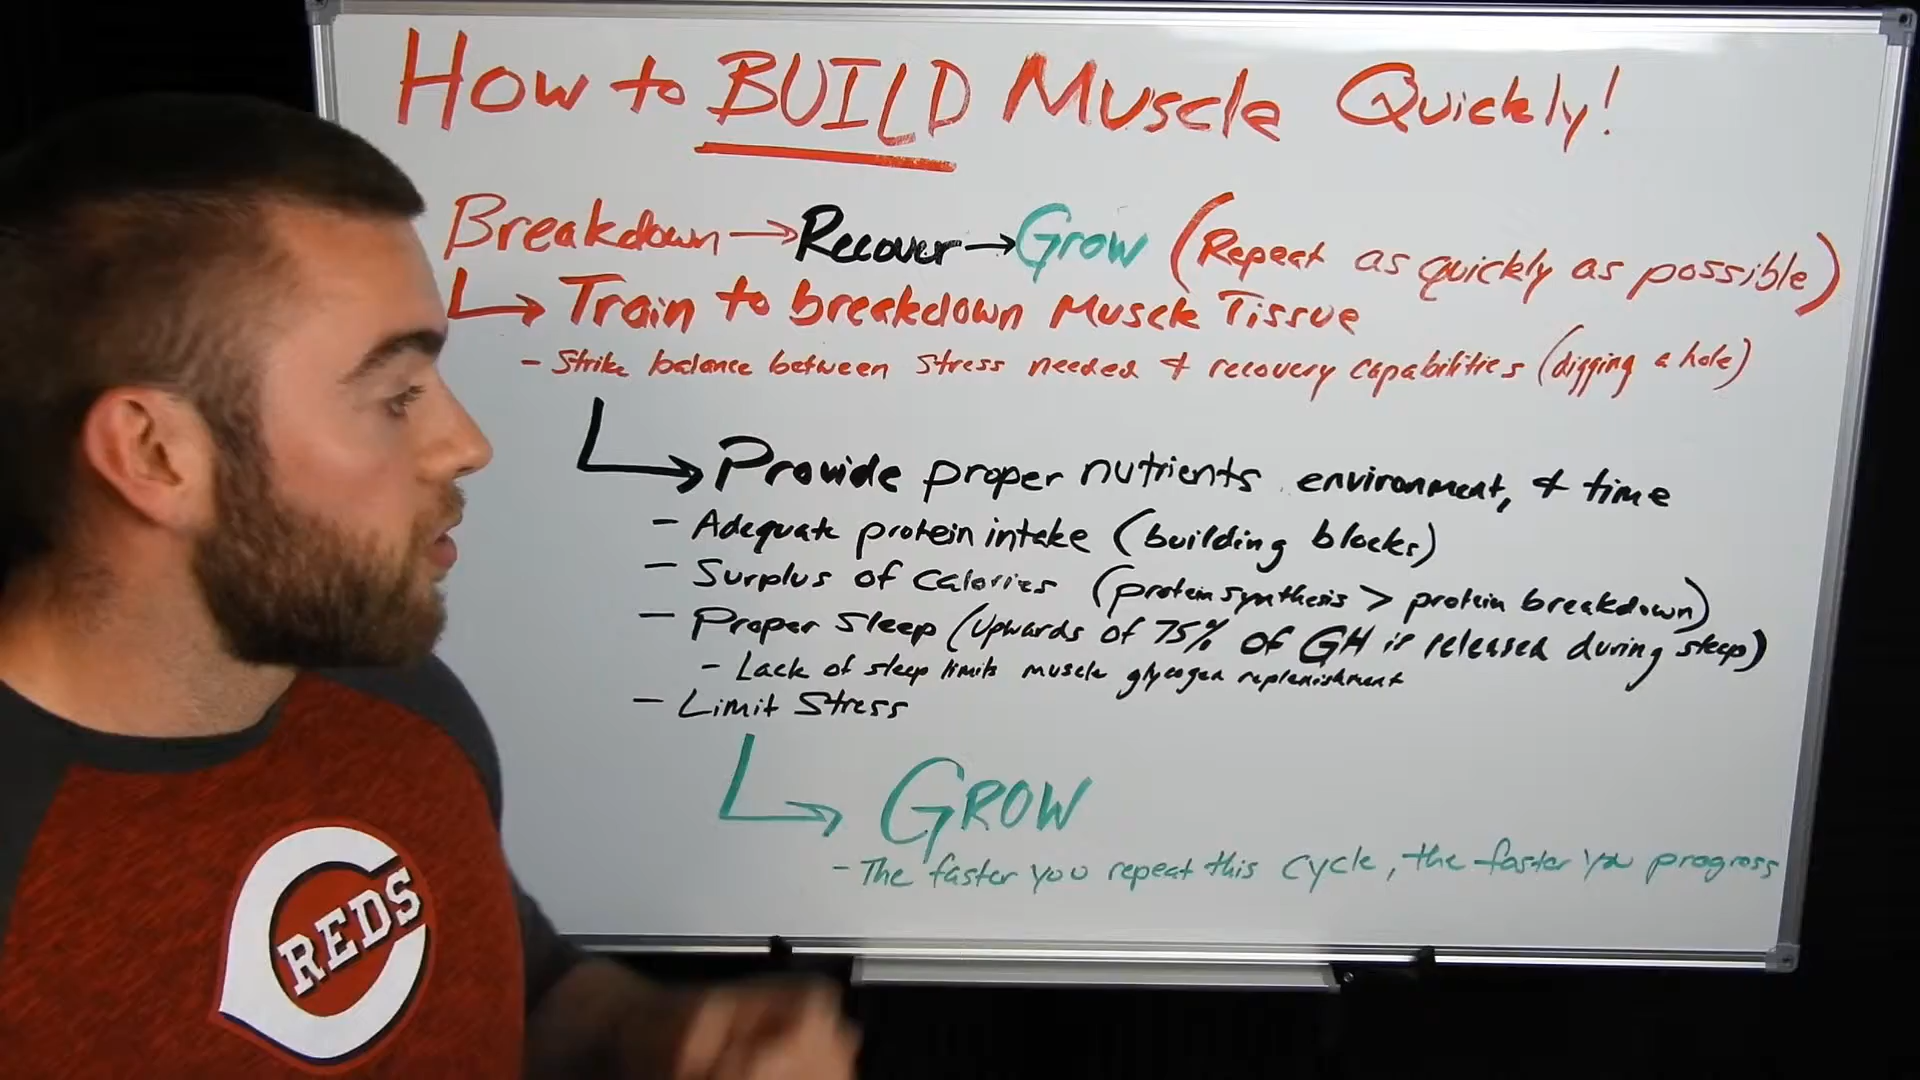 How to BUILD Muscle Quickly!
Breakdown → Recover → Grow (Repeat as quickly as possible)
Train to breakdown Muscle Tissue
- Strike balance between stress needed & recovery capabilities (digging a hole)
Provide proper nutrients, environment, & time
- Adequate protein intake (building blocks)
- Surplus of calories (protein synthesis > protein breakdown)
- Proper sleep (Upwards of 75% of GH is released during sleep)
- Lack of sleep limits muscle glycogen replenishment
- Limit Stress
GROW
- The faster you repeat this cycle, the faster you progress
REDS